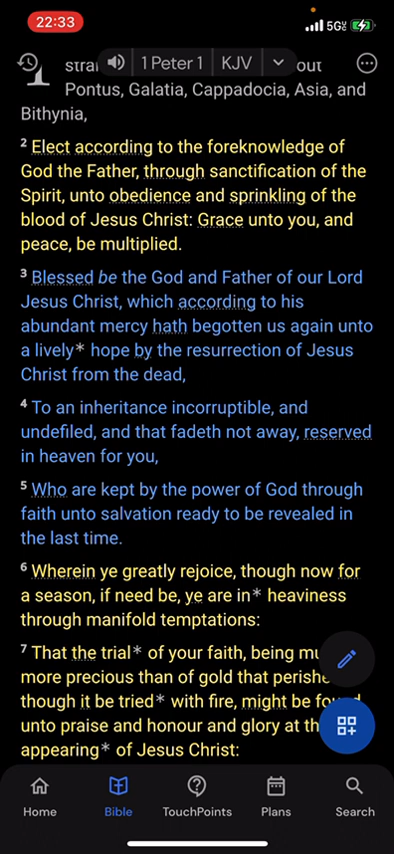 22:33
5G
1 Peter 1 KJV
out
Pontus, Galatia, Cappadocia, Asia, and
Bithynia,
2 Elect according to the foreknowledge of
God the Father, through sanctification of the
Spirit, unto obedience and sprinkling of the
blood of Jesus Christ: Grace unto you, and
peace, be multiplied.
3 Blessed be the God and Father of our Lord
Jesus Christ, which according to his
abundant mercy hath begotten us again unto
a lively* hope by the resurrection of Jesus
Christ from the dead,
4 To an inheritance incorruptible, and
undefiled, and that fadeth not away, reserved
in heaven for you,
5 Who are kept by the power of God through
faith unto salvation ready to be revealed in
the last time.
6 Wherein ye greatly rejoice, though now for
a season, if need be, ye are in* heaviness
through manifold temptations:
7 That the trial* of your faith, being mu
more precious than of gold that perishe
though it be tried* with fire, might be found
unto praise and honour and glory at th
appearing* of Jesus Christ:
Home Bible TouchPoints Plans Search